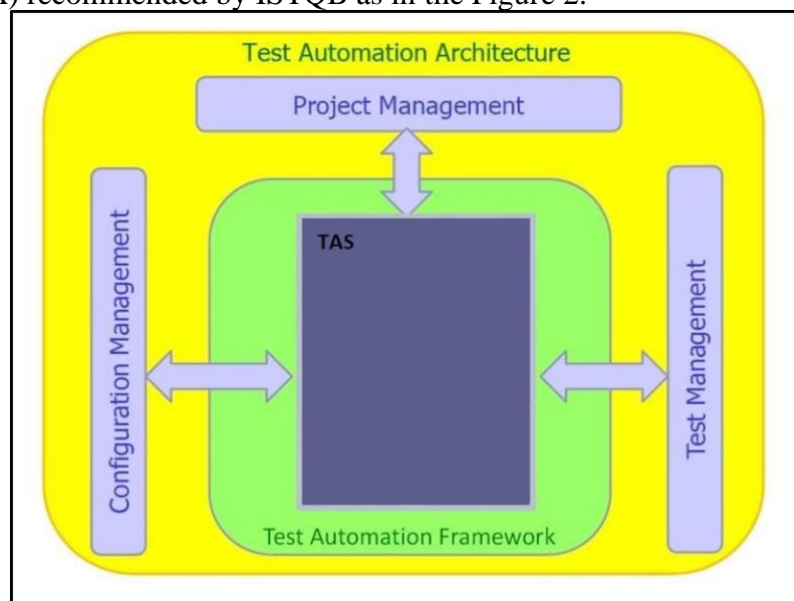 ) recommended by ISTQB as in the Figure 2.
Test Automation Architecture
Project Management
TAS
Configuration Management
Test Management
Test Automation Framework